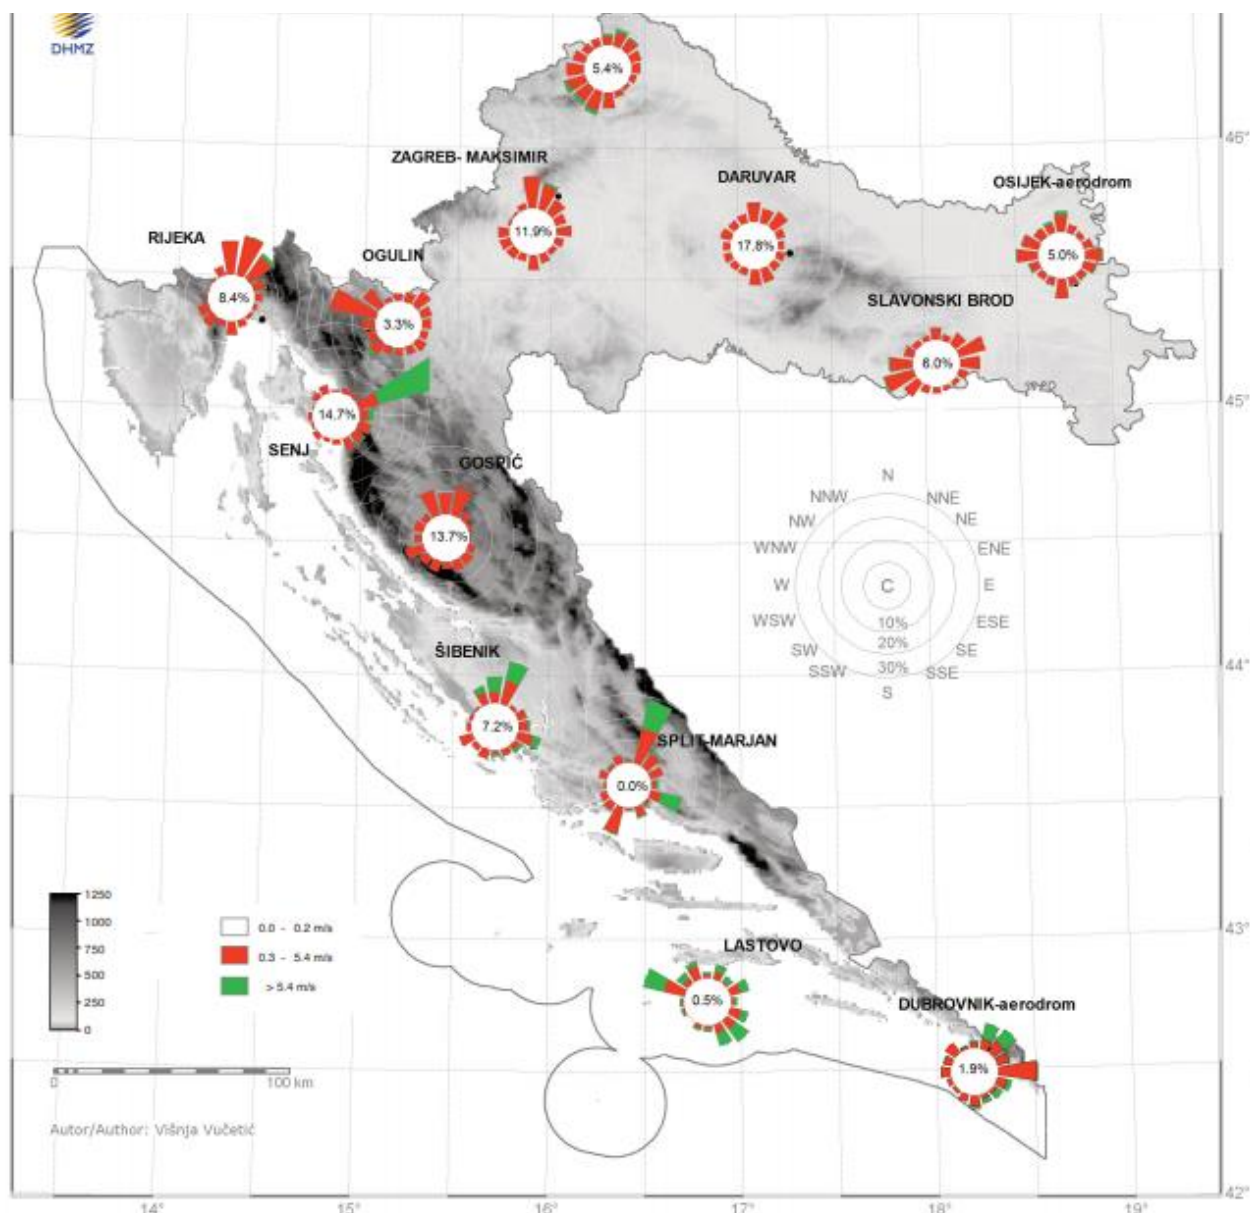 DHMZ
5.4%
46°
ZAGREB- MAKSIMIR
DARUVAR
OSIJEK-aerodrom
11.9%
17.8%
5.0%
RIJEKA
OGULIN
8.4%
3.3%
SLAVONSKI BROD
6.0%
45°
14.7%
SENJ
GOSPIĆ
13.7%
N
NNW
NNE
NW
NE
WNW
ENE
W
C
E
WSW
10%
ESE
SW
20%
SE
SSW
30%
SSE
S
44°
ŠIBENIK
7.2%
SPLIT-MARJAN
0.0%
43°
1250
1000
750
500
250
0
0.0 - 0.2 m/s
0.3 - 5.4 m/s
> 5.4 m/s
LASTOVO
0.5%
DUBROVNIK-aerodrom
1.9%
0
100 km
Autor/Author: Višnja Vučetić
42°
14°
15°
16°
17°
18°
19°